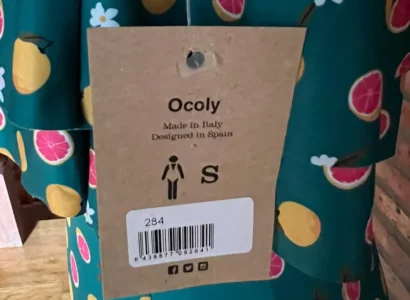 Ocoly
Made in Italy
Designed in Spain
S
284